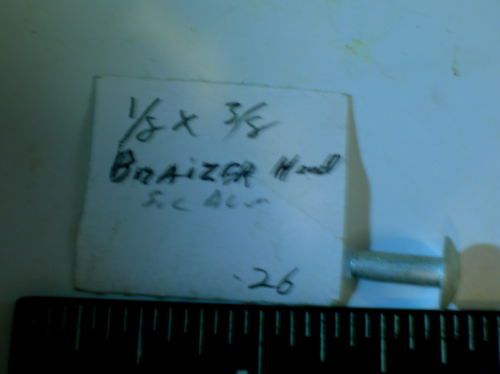 1/8 x 3/8
BRAIZER Head
.26